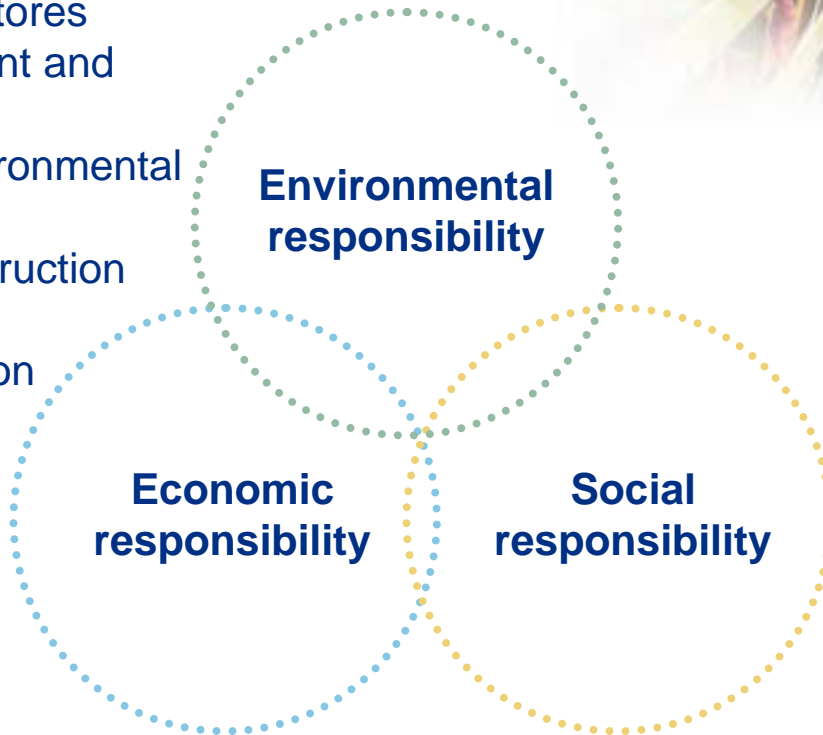 tores
nt and
ronmental
ruction
on
Environmental
responsibility
Economic
responsibility
Social
responsibility